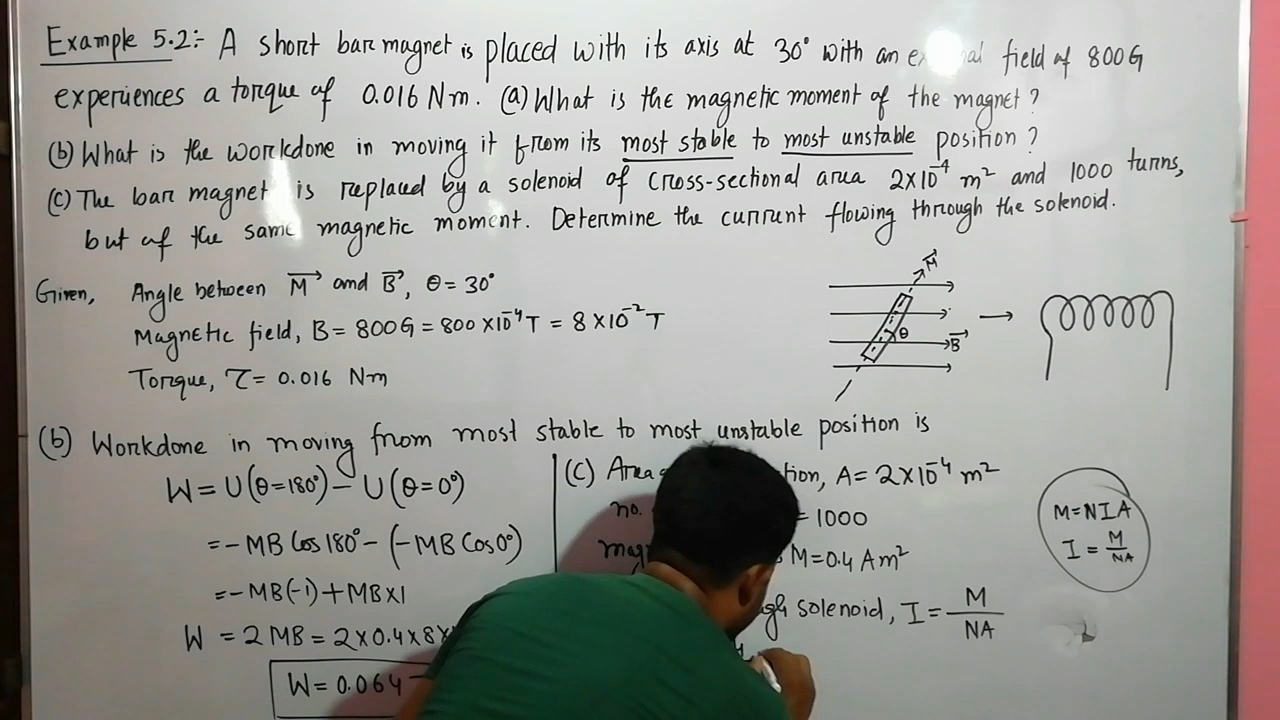 Example 5.2:- A short bar magnet is placed with its axis at 30° with an field of 800G
experiences a torque of 0.016 Nm. (a) What is the magnetic moment of the magnet?
(b) What is the workdone in moving it from its most stable to most unstable position?
(c) The bar magnet is replaced by a solenoid of cross-sectional area 2×10⁻⁴ m² and 1000 turns,
but of the same magnetic moment. Determine the current flowing through the solenoid.
Given, Angle between M⃗ and B⃗, θ = 30°
Magnetic field, B = 800G = 800 ×10⁻⁴ T = 8 ×10⁻² T
Torque, τ = 0.016 Nm
M⃗
θ
B⃗
(b) Workdone in moving from most stable to most unstable position is
W = U(θ=180°) - U(θ=0°)
= -MB Cos 180° - (-MB Cos 0°)
= -MB(-1) + MB×1
W = 2 MB = 2×0.4×8×
W = 0.064
(c) Area A = 2×10⁻⁴ m²
no. = 1000
M = 0.4 Am²
solenoid, I = M/NA
M = NIA
I = M/NA